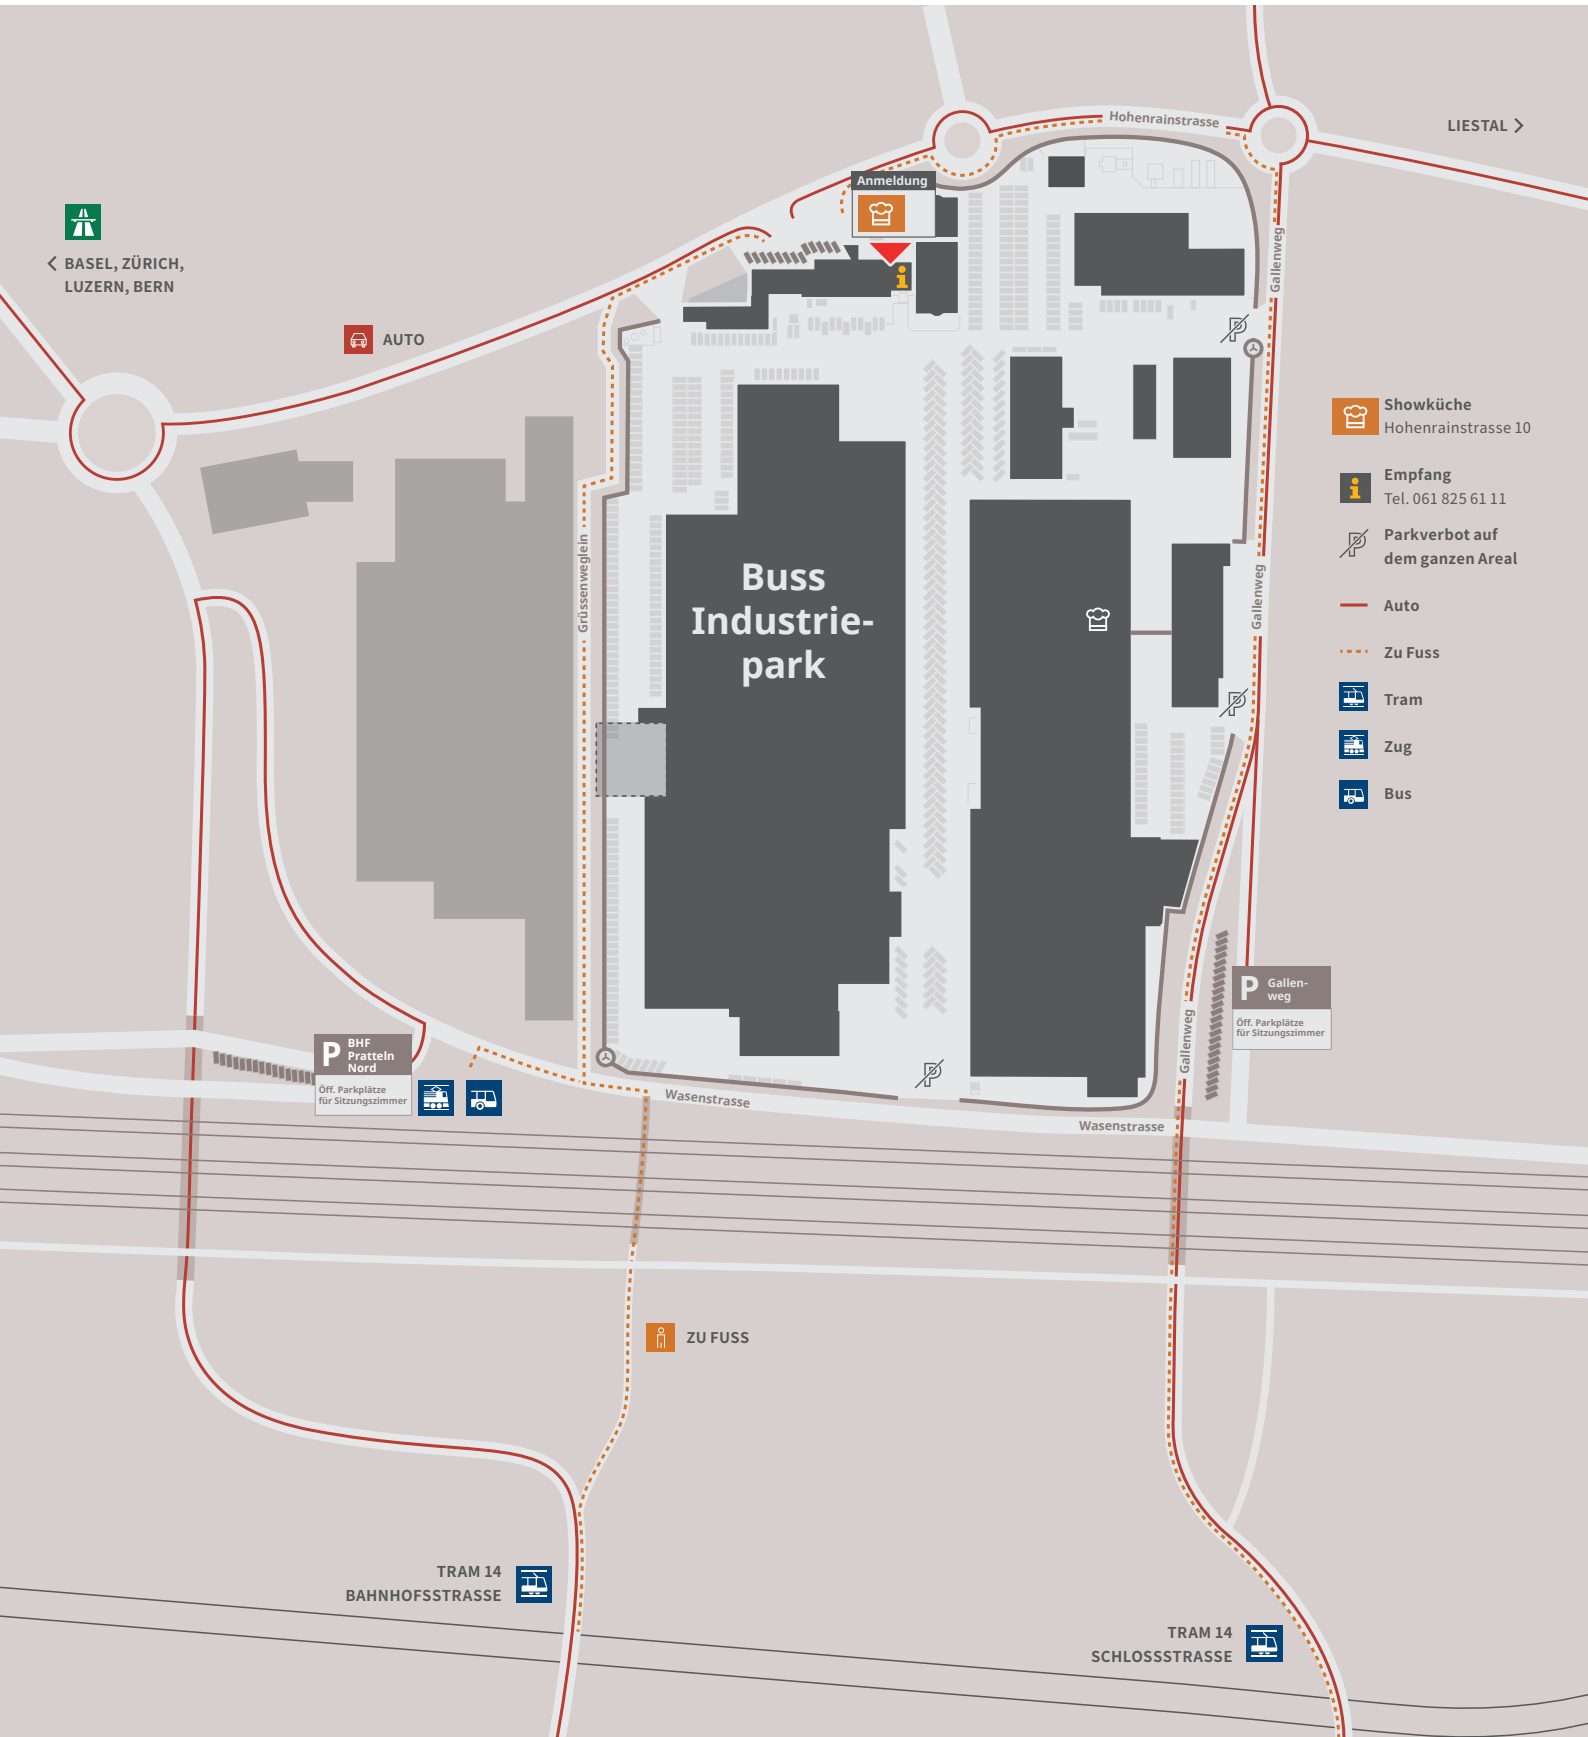 Hohenrainstrasse
LIESTAL
Anmeldung
BASEL, ZÜRICH,
LUZERN, BERN
Gallenweg
AUTO
Showküche
Hohenrainstrasse 10
Empfang
Tel. 061 825 61 11
Parkverbot auf
dem ganzen Areal
Auto
Zu Fuss
Tram
Zug
Bus
Grüssenweglein
Buss
Industrie-
park
Gallenweg
P Gallen-
weg
Öff. Parkplätze
für Sitzungszimmer
Gallenweg
P BHF
Pratteln
Nord
Öff. Parkplätze
für Sitzungszimmer
Wasenstrasse
Wasenstrasse
ZU FUSS
TRAM 14
BAHNHOFSSTRASSE
TRAM 14
SCHLOSSSTRASSE